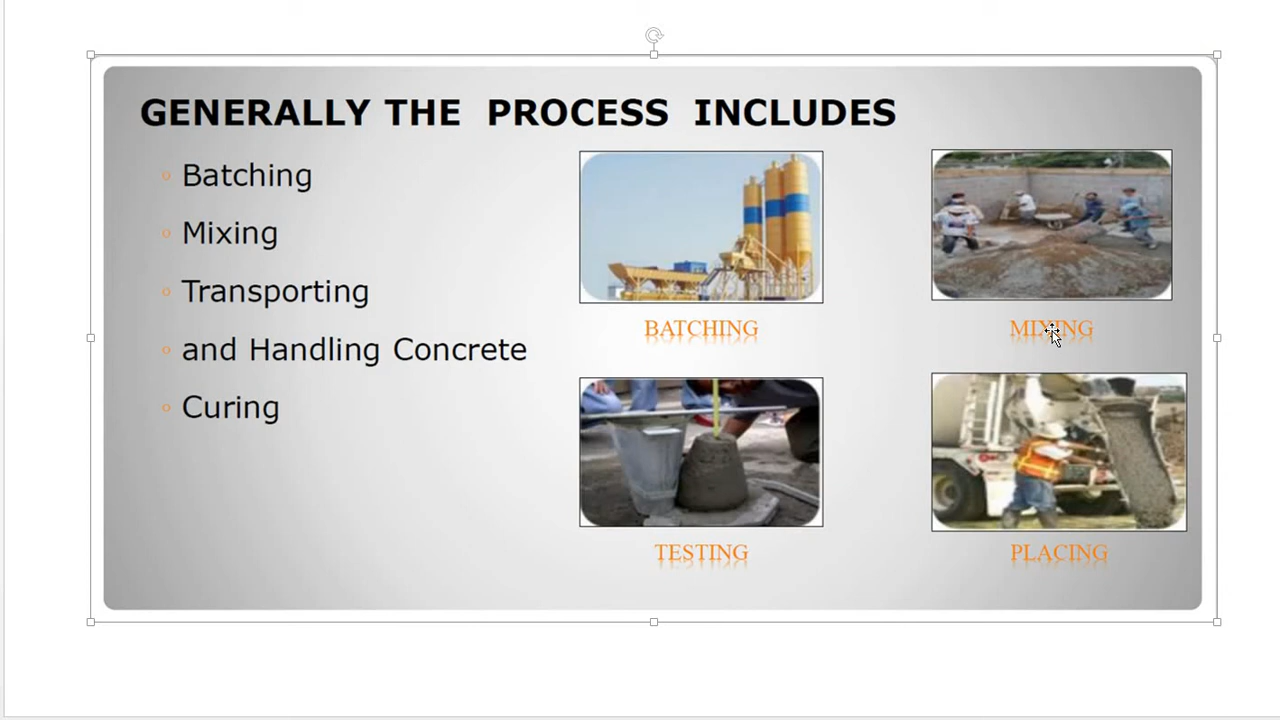 GENERALLY THE PROCESS INCLUDES
Batching
Mixing
Transporting
and Handling Concrete
Curing
BATCHING
MIXING
TESTING
PLACING